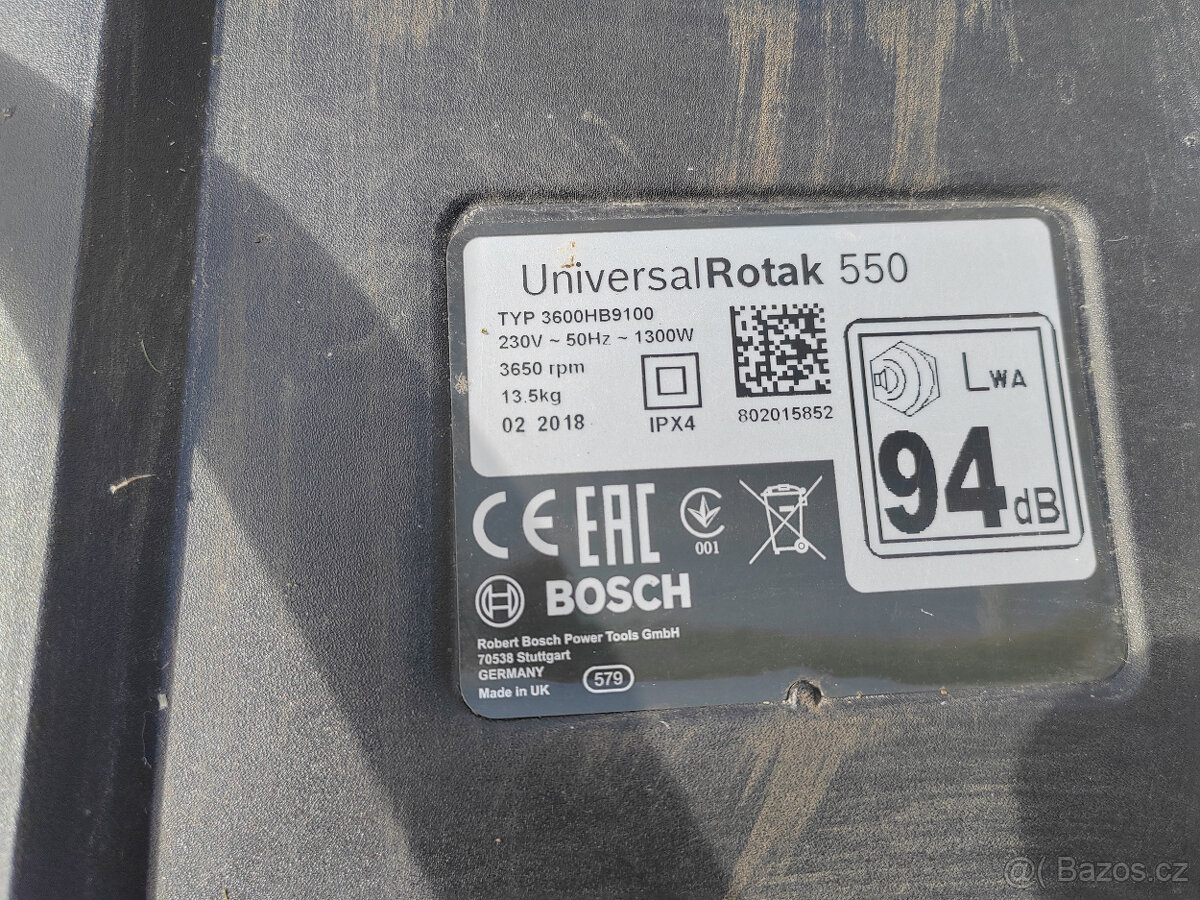 UniversalRotak 550
TYP 3600HB9100
230V ~ 50Hz ~ 1300W
3650 rpm
13.5kg
02 2018
IPX4
802015852
LWA
94 dB
CE EAC
001
BOSCH
Robert Bosch Power Tools GmbH
70538 Stuttgart
GERMANY
Made in UK
579
@( Bazos.cz